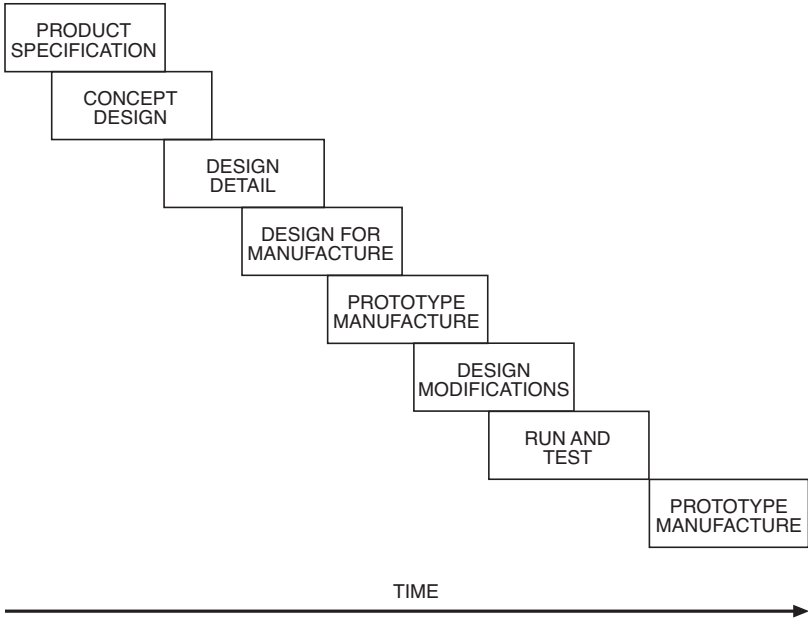 PRODUCT
SPECIFICATION
CONCEPT
DESIGN
DESIGN
DETAIL
DESIGN FOR
MANUFACTURE
PROTOTYPE
MANUFACTURE
DESIGN
MODIFICATIONS
RUN AND
TEST
PROTOTYPE
MANUFACTURE
TIME